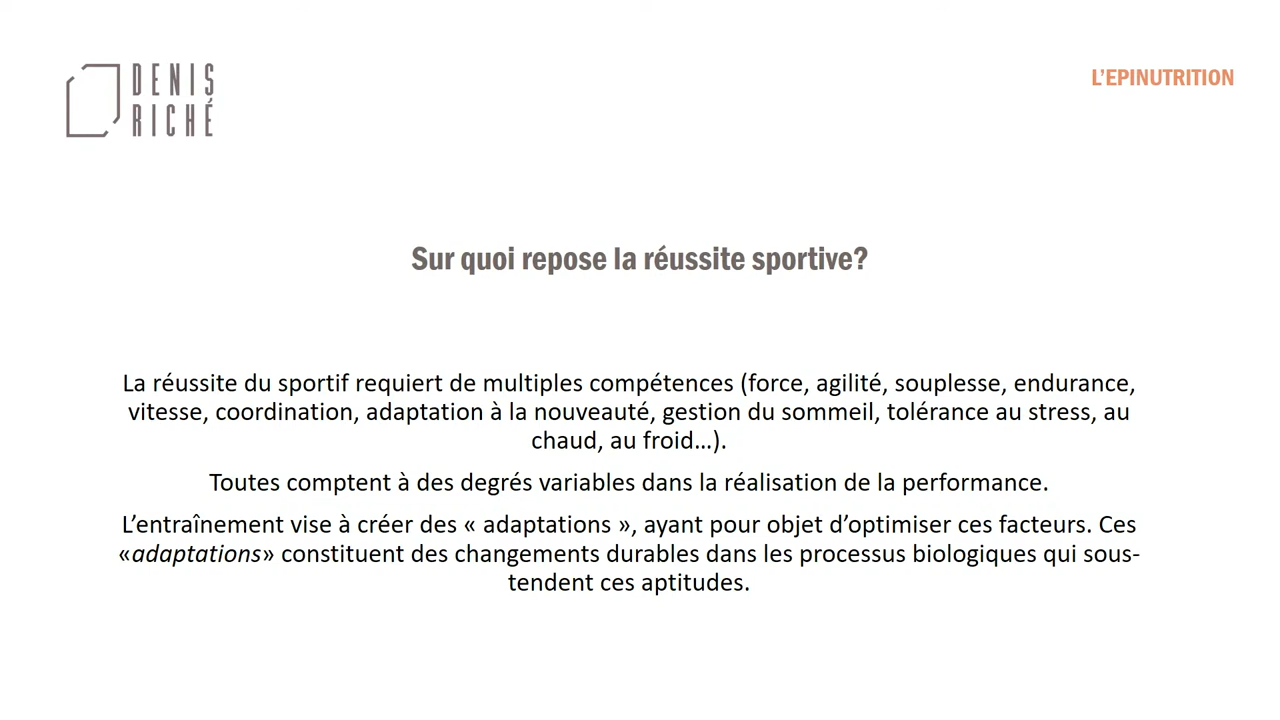 DENIS
RICHÉ
L'EPINUTRITION
Sur quoi repose la réussite sportive?
La réussite du sportif requiert de multiples compétences (force, agilité, souplesse, endurance,
vitesse, coordination, adaptation à la nouveauté, gestion du sommeil, tolérance au stress, au
chaud, au froid…).
Toutes comptent à des degrés variables dans la réalisation de la performance.
L'entraînement vise à créer des « adaptations », ayant pour objet d'optimiser ces facteurs. Ces
«adaptations» constituent des changements durables dans les processus biologiques qui sous-
tendent ces aptitudes.